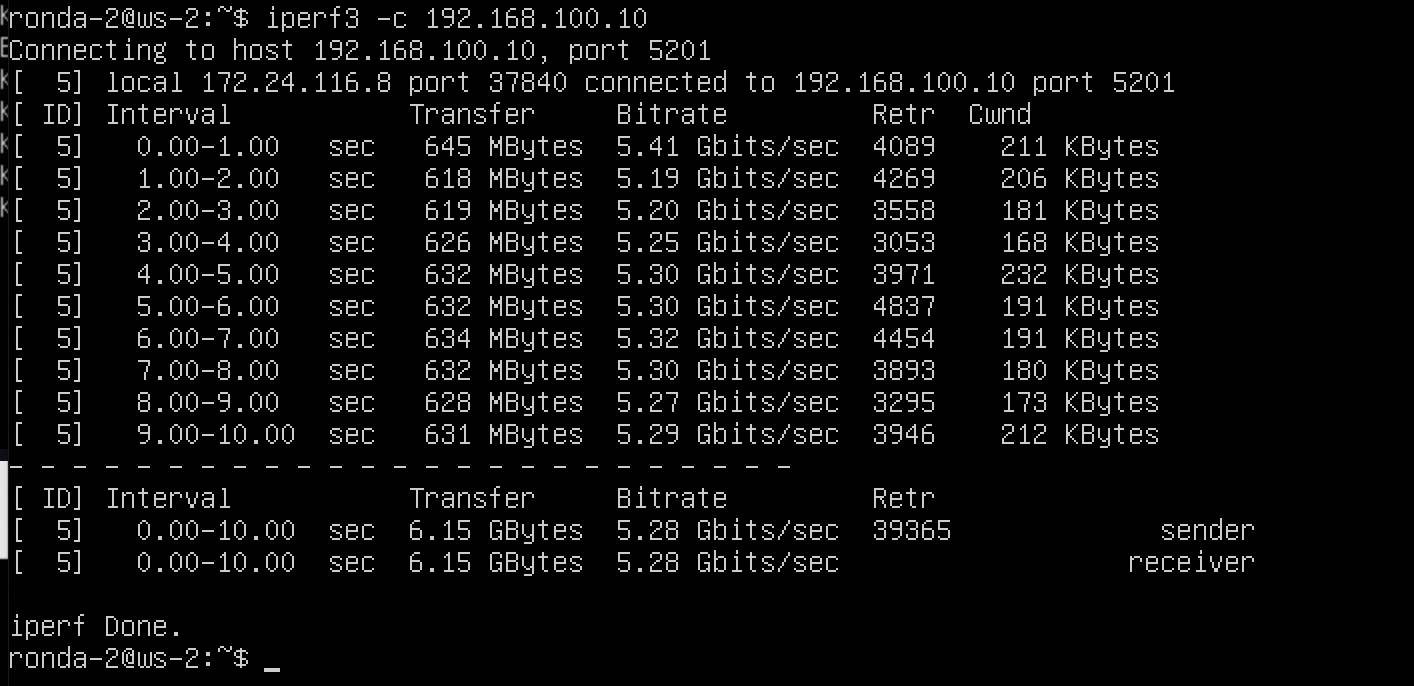 ronda-2@ws-2:~$ iperf3 -c 192.168.100.10
Connecting to host 192.168.100.10, port 5201
[  5] local 172.24.116.8 port 37840 connected to 192.168.100.10 port 5201
[ ID] Interval           Transfer     Bitrate         Retr  Cwnd
[  5]   0.00-1.00   sec   645 MBytes  5.41 Gbits/sec  4089    211 KBytes
[  5]   1.00-2.00   sec   618 MBytes  5.19 Gbits/sec  4269    206 KBytes
[  5]   2.00-3.00   sec   619 MBytes  5.20 Gbits/sec  3558    181 KBytes
[  5]   3.00-4.00   sec   626 MBytes  5.25 Gbits/sec  3053    168 KBytes
[  5]   4.00-5.00   sec   632 MBytes  5.30 Gbits/sec  3971    232 KBytes
[  5]   5.00-6.00   sec   632 MBytes  5.30 Gbits/sec  4837    191 KBytes
[  5]   6.00-7.00   sec   634 MBytes  5.32 Gbits/sec  4454    191 KBytes
[  5]   7.00-8.00   sec   632 MBytes  5.30 Gbits/sec  3893    180 KBytes
[  5]   8.00-9.00   sec   628 MBytes  5.27 Gbits/sec  3295    173 KBytes
[  5]   9.00-10.00  sec   631 MBytes  5.29 Gbits/sec  3946    212 KBytes
- - - - - - - - - - - - - - - - - - - - - - - - -
[ ID] Interval           Transfer     Bitrate         Retr
[  5]   0.00-10.00  sec  6.15 GBytes  5.28 Gbits/sec  39365             sender
[  5]   0.00-10.00  sec  6.15 GBytes  5.28 Gbits/sec                  receiver
iperf Done.
ronda-2@ws-2:~$ _